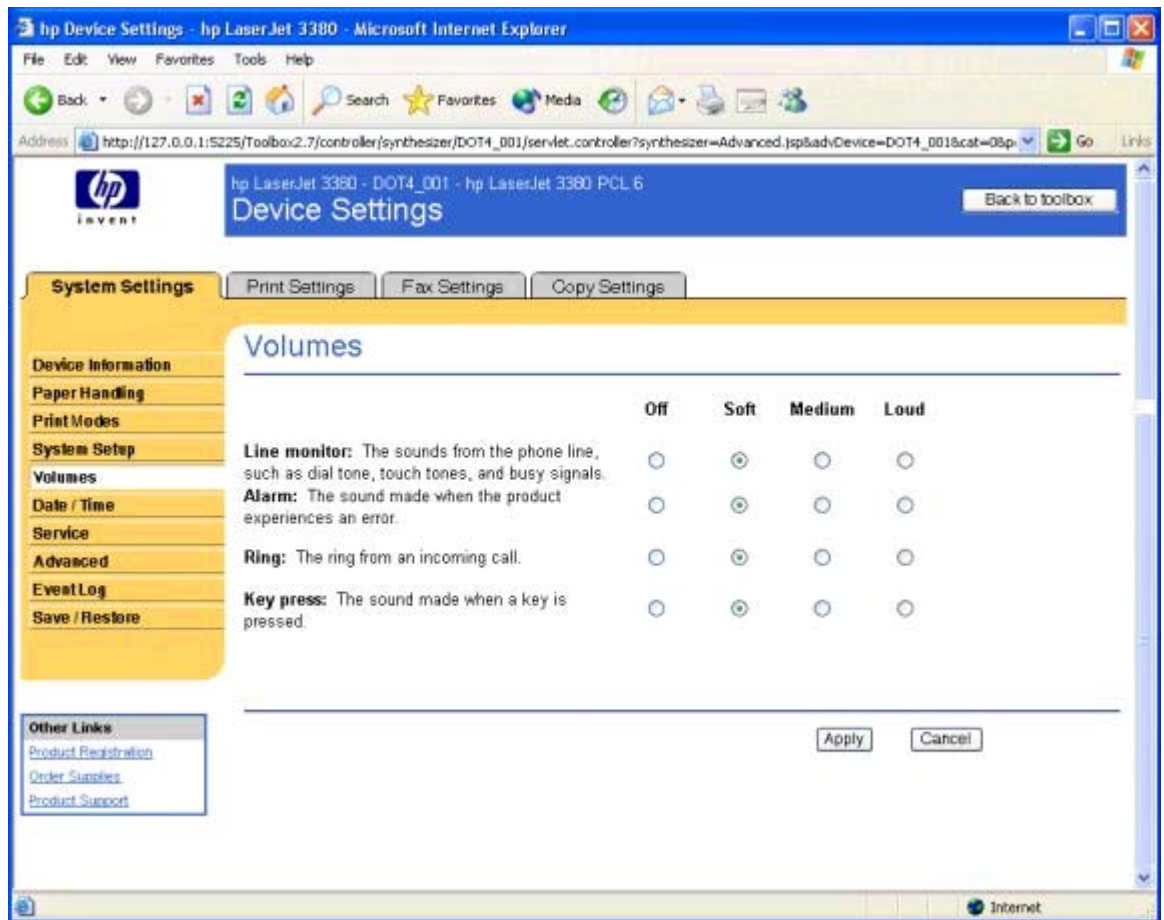 hp Device Settings - hp LaserJet 3380 - Microsoft Internet Explorer
File Edit View Favorites Tools Help
Back Search Favorites Media
Address http://127.0.0.1:5225/Toolbox2.7/controller/synthesizer/DOT4_001/servlet.controller?synthesizer=Advanced.jsp&advDevice=DOT4_001&cat=0&p Go Links
hp
invent
hp LaserJet 3380 - DOT4_001 - hp LaserJet 3380 PCL 6
Device Settings
Back to toolbox
System Settings Print Settings Fax Settings Copy Settings
Device Information
Paper Handling
Print Modes
System Setup
Volumes
Date / Time
Service
Advanced
Event Log
Save / Restore
Volumes
Off Soft Medium Loud
Line monitor: The sounds from the phone line,
such as dial tone, touch tones, and busy signals.
Alarm: The sound made when the product
experiences an error.
Ring: The ring from an incoming call.
Key press: The sound made when a key is
pressed.
Apply Cancel
Other Links
Product Registration
Order Supplies
Product Support
Internet